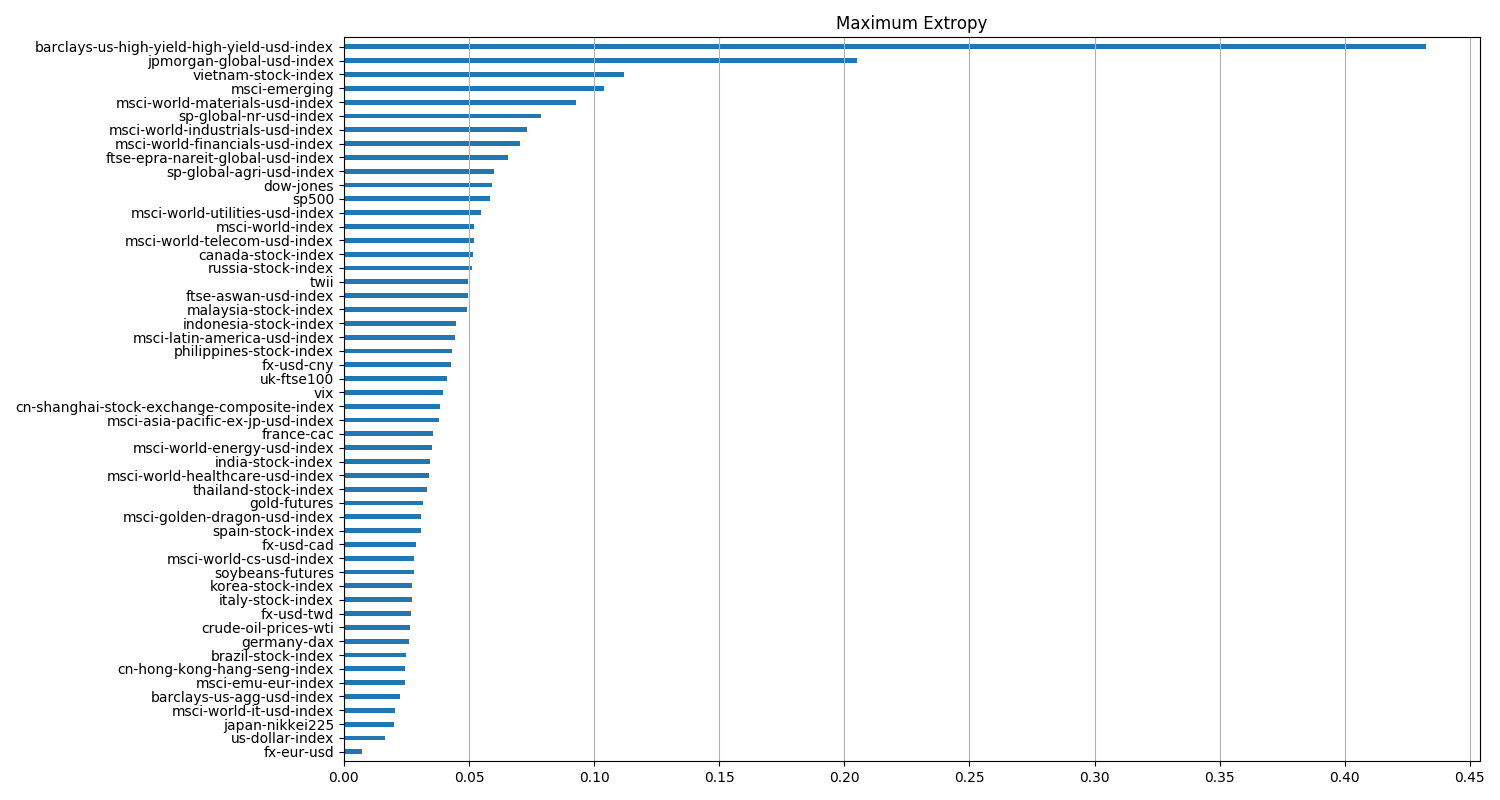 Maximum Extropy
barclays-us-high-yield-high-yield-usd-index
jpmorgan-global-usd-index
vietnam-stock-index
msci-emerging
msci-world-materials-usd-index
sp-global-nr-usd-index
msci-world-industrials-usd-index
msci-world-financials-usd-index
ftse-epra-nareit-global-usd-index
sp-global-agri-usd-index
dow-jones
sp500
msci-world-utilities-usd-index
msci-world-index
msci-world-telecom-usd-index
canada-stock-index
russia-stock-index
twii
ftse-aswan-usd-index
malaysia-stock-index
indonesia-stock-index
msci-latin-america-usd-index
philippines-stock-index
fx-usd-cny
uk-ftse100
vix
cn-shanghai-stock-exchange-composite-index
msci-asia-pacific-ex-jp-usd-index
france-cac
msci-world-energy-usd-index
india-stock-index
msci-world-healthcare-usd-index
thailand-stock-index
gold-futures
msci-golden-dragon-usd-index
spain-stock-index
fx-usd-cad
msci-world-cs-usd-index
soybeans-futures
korea-stock-index
italy-stock-index
fx-usd-twd
crude-oil-prices-wti
germany-dax
brazil-stock-index
cn-hong-kong-hang-seng-index
msci-emu-eur-index
barclays-us-agg-usd-index
msci-world-it-usd-index
japan-nikkei225
us-dollar-index
fx-eur-usd
0.00 0.05 0.10 0.15 0.20 0.25 0.30 0.35 0.40 0.45